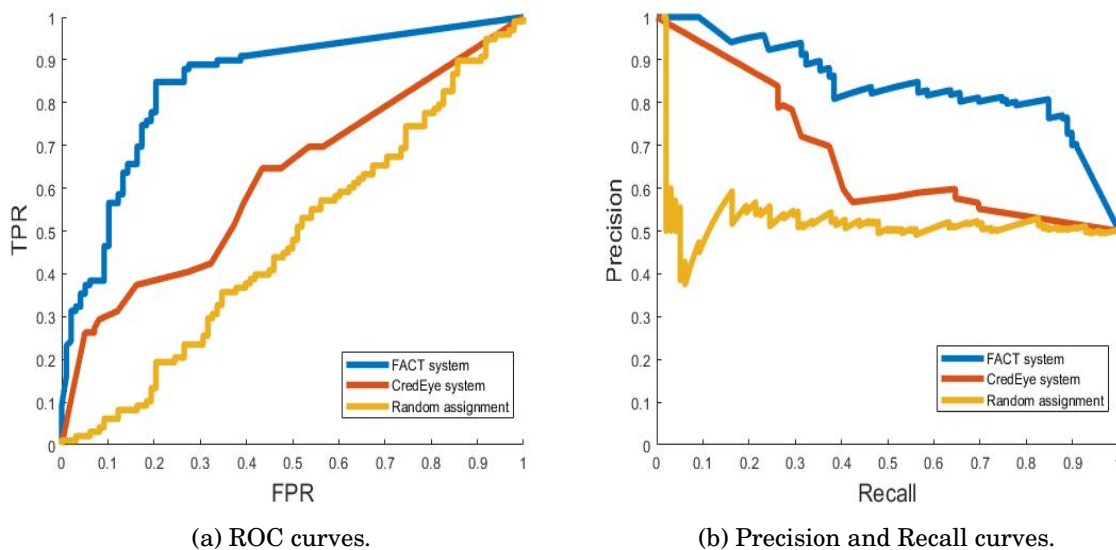 1
0.9
0.8
0.7
0.6
0.5
0.4
0.3
0.2
0.1
0
TPR
0 0.1 0.2 0.3 0.4 0.5 0.6 0.7 0.8 0.9 1
FPR
FACT system
CredEye system
Random assignment
(a) ROC curves.
1
0.9
0.8
0.7
0.6
0.5
0.4
0.3
0.2
0.1
0
Precision
0 0.1 0.2 0.3 0.4 0.5 0.6 0.7 0.8 0.9
Recall
FACT system
CredEye system
Random assignment
(b) Precision and Recall curves.